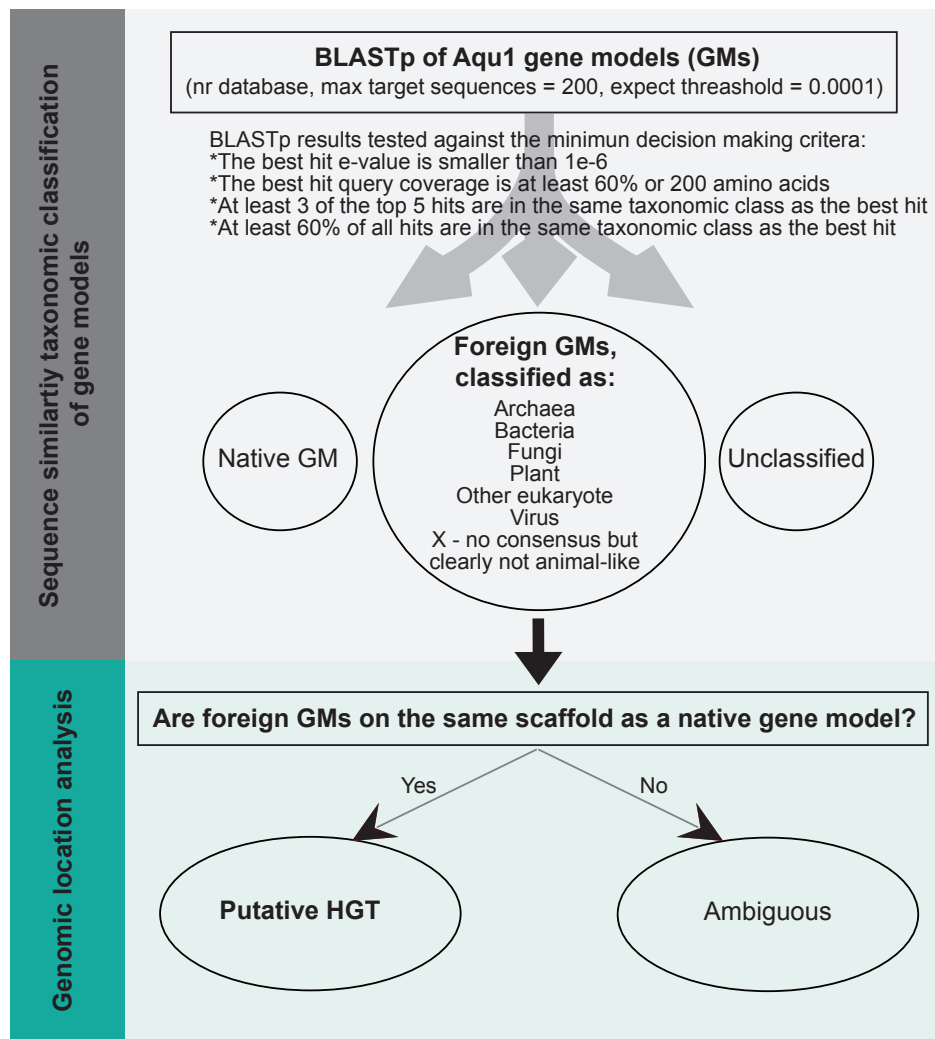 Sequence similartiy taxonomic classification
of gene models
BLASTp of Aqu1 gene models (GMs)
(nr database, max target sequences = 200, expect threashold = 0.0001)
BLASTp results tested against the minimun decision making critera:
*The best hit e-value is smaller than 1e-6
*The best hit query coverage is at least 60% or 200 amino acids
*At least 3 of the top 5 hits are in the same taxonomic class as the best hit
*At least 60% of all hits are in the same taxonomic class as the best hit
Native GM
Foreign GMs,
classified as:
Archaea
Bacteria
Fungi
Plant
Other eukaryote
Virus
X - no consensus but
clearly not animal-like
Unclassified
Genomic location analysis
Are foreign GMs on the same scaffold as a native gene model?
Yes
No
Putative HGT
Ambiguous